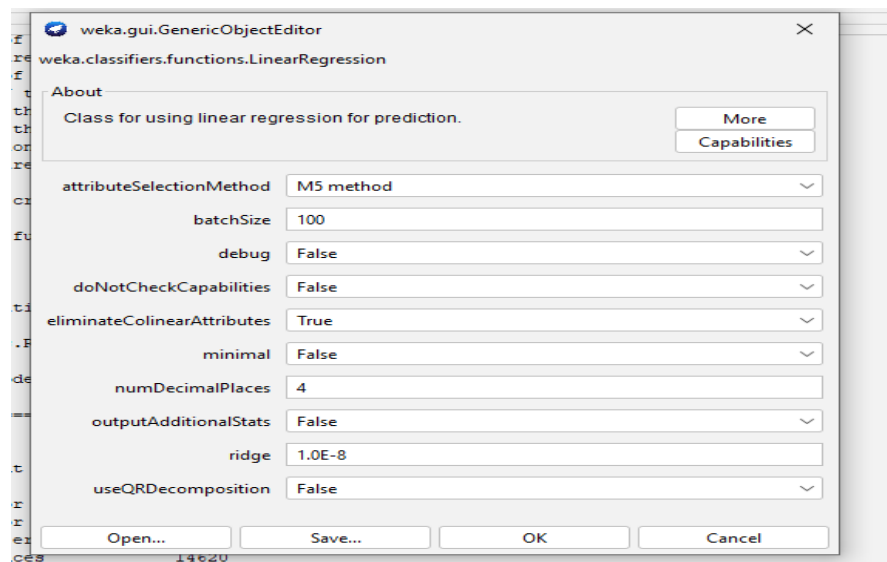 weka.gui.GenericObjectEditor
weka.classifiers.functions.LinearRegression
About
Class for using linear regression for prediction.
More
Capabilities
attributeSelectionMethod M5 method
batchSize 100
debug False
doNotCheckCapabilities False
eliminateColinearAttributes True
minimal False
numDecimalPlaces 4
outputAdditionalStats False
ridge 1.0E-8
useQRDecomposition False
Open... Save... OK Cancel
14620